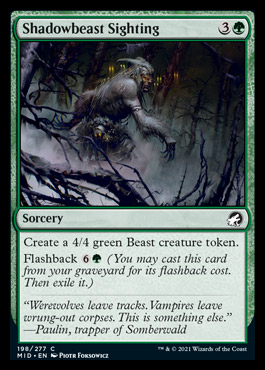 Shadowbeast Sighting 3
Sorcery
Create a 4/4 green Beast creature token.
Flashback 6 (You may cast this card
from your graveyard for its flashback cost.
Then exile it.)
"Werewolves leave tracks. Vampires leave
wrung-out corpses. This is something else."
—Paulin, trapper of Somberwald
198/277 C
MID • EN Piotr Foksowicz ™ & © 2021 Wizards of the Coast